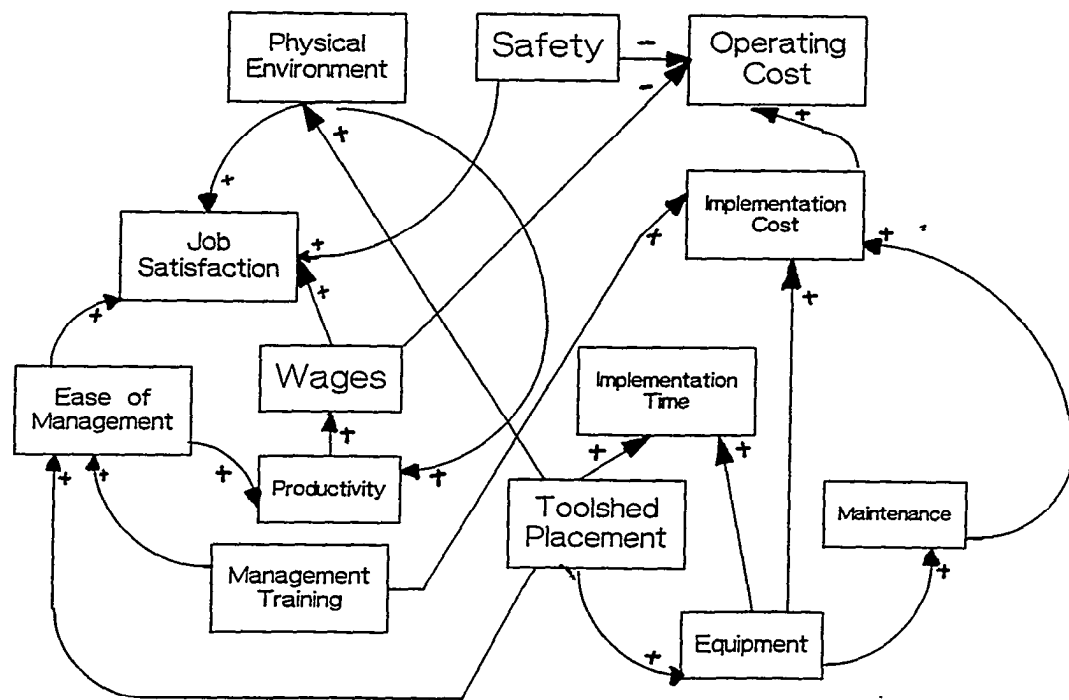 Physical
Environment
Safety
Operating
Cost
-
-
+
+
+
Implementation
Cost
+
+
Job
Satisfaction
+
+
+
+
+
Wages
Implementation
Time
Ease of
Management
+
+
+
+
+
+
+
Productivity
Toolshed
Placement
Maintenance
Management
Training
+
+
Equipment